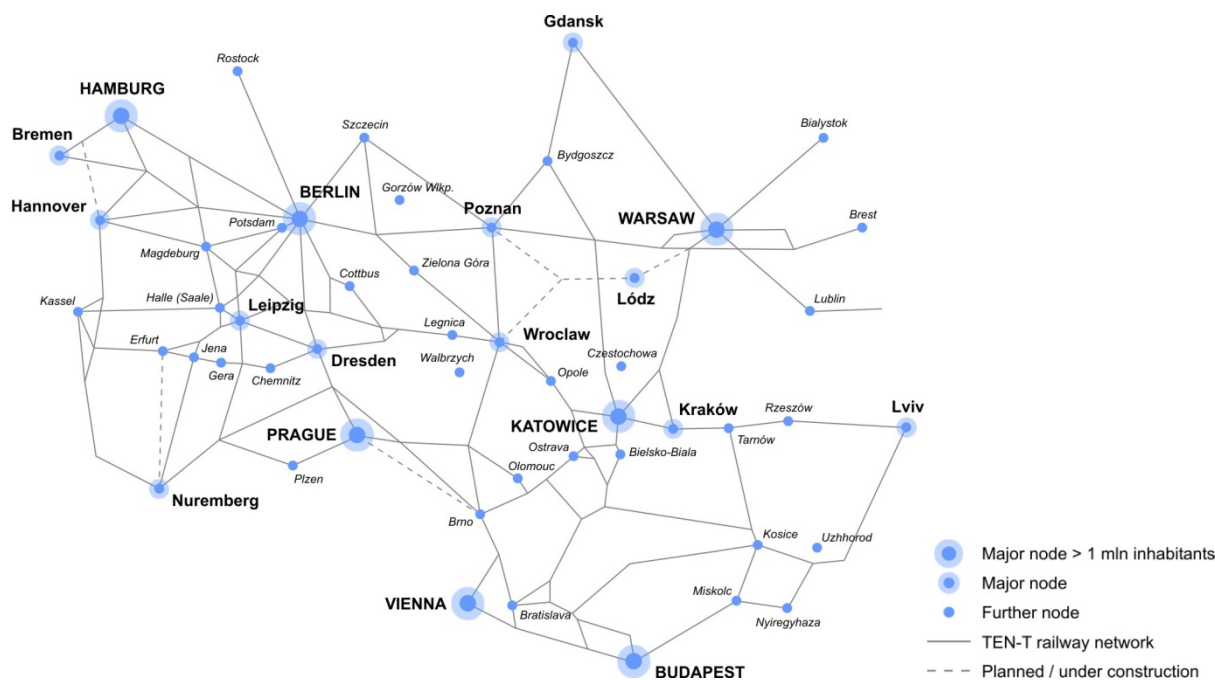 Gdansk
Rostock
HAMBURG
Bremen
Szczecin
Bialystok
Bydgoszcz
BERLIN
Gorzów Wlkp.
Hannover
Potsdam
Poznan
WARSAW
Brest
Magdeburg
Zielona Góra
Cottbus
Kassel
Halle (Saale)
Leipzig
Lódz
Lublin
Legnica
Wroclaw
Erfurt
Jena
Dresden
Walbrzych
Czestochowa
Gera
Chemnitz
Opole
PRAGUE
KATOWICE
Kraków
Rzeszów
Lviv
Tarnów
Ostrava
Bielsko-Biala
Plzen
Olomouc
Nuremberg
Brno
Kosice
Uzhhorod
Major node > 1 mln inhabitants
Major node
VIENNA
Bratislava
Miskolc
Nyiregyhaza
Further node
TEN-T railway network
BUDAPEST
Planned / under construction